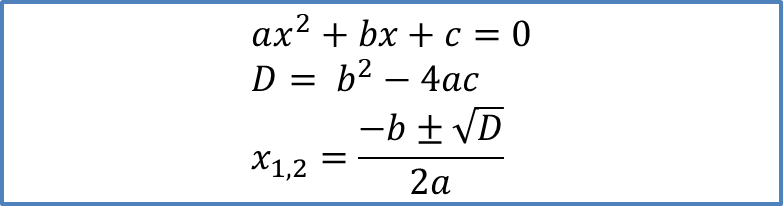 ax² + bx + c = 0
D = b² − 4ac
x₁,₂ = (−b ± √D) / 2a